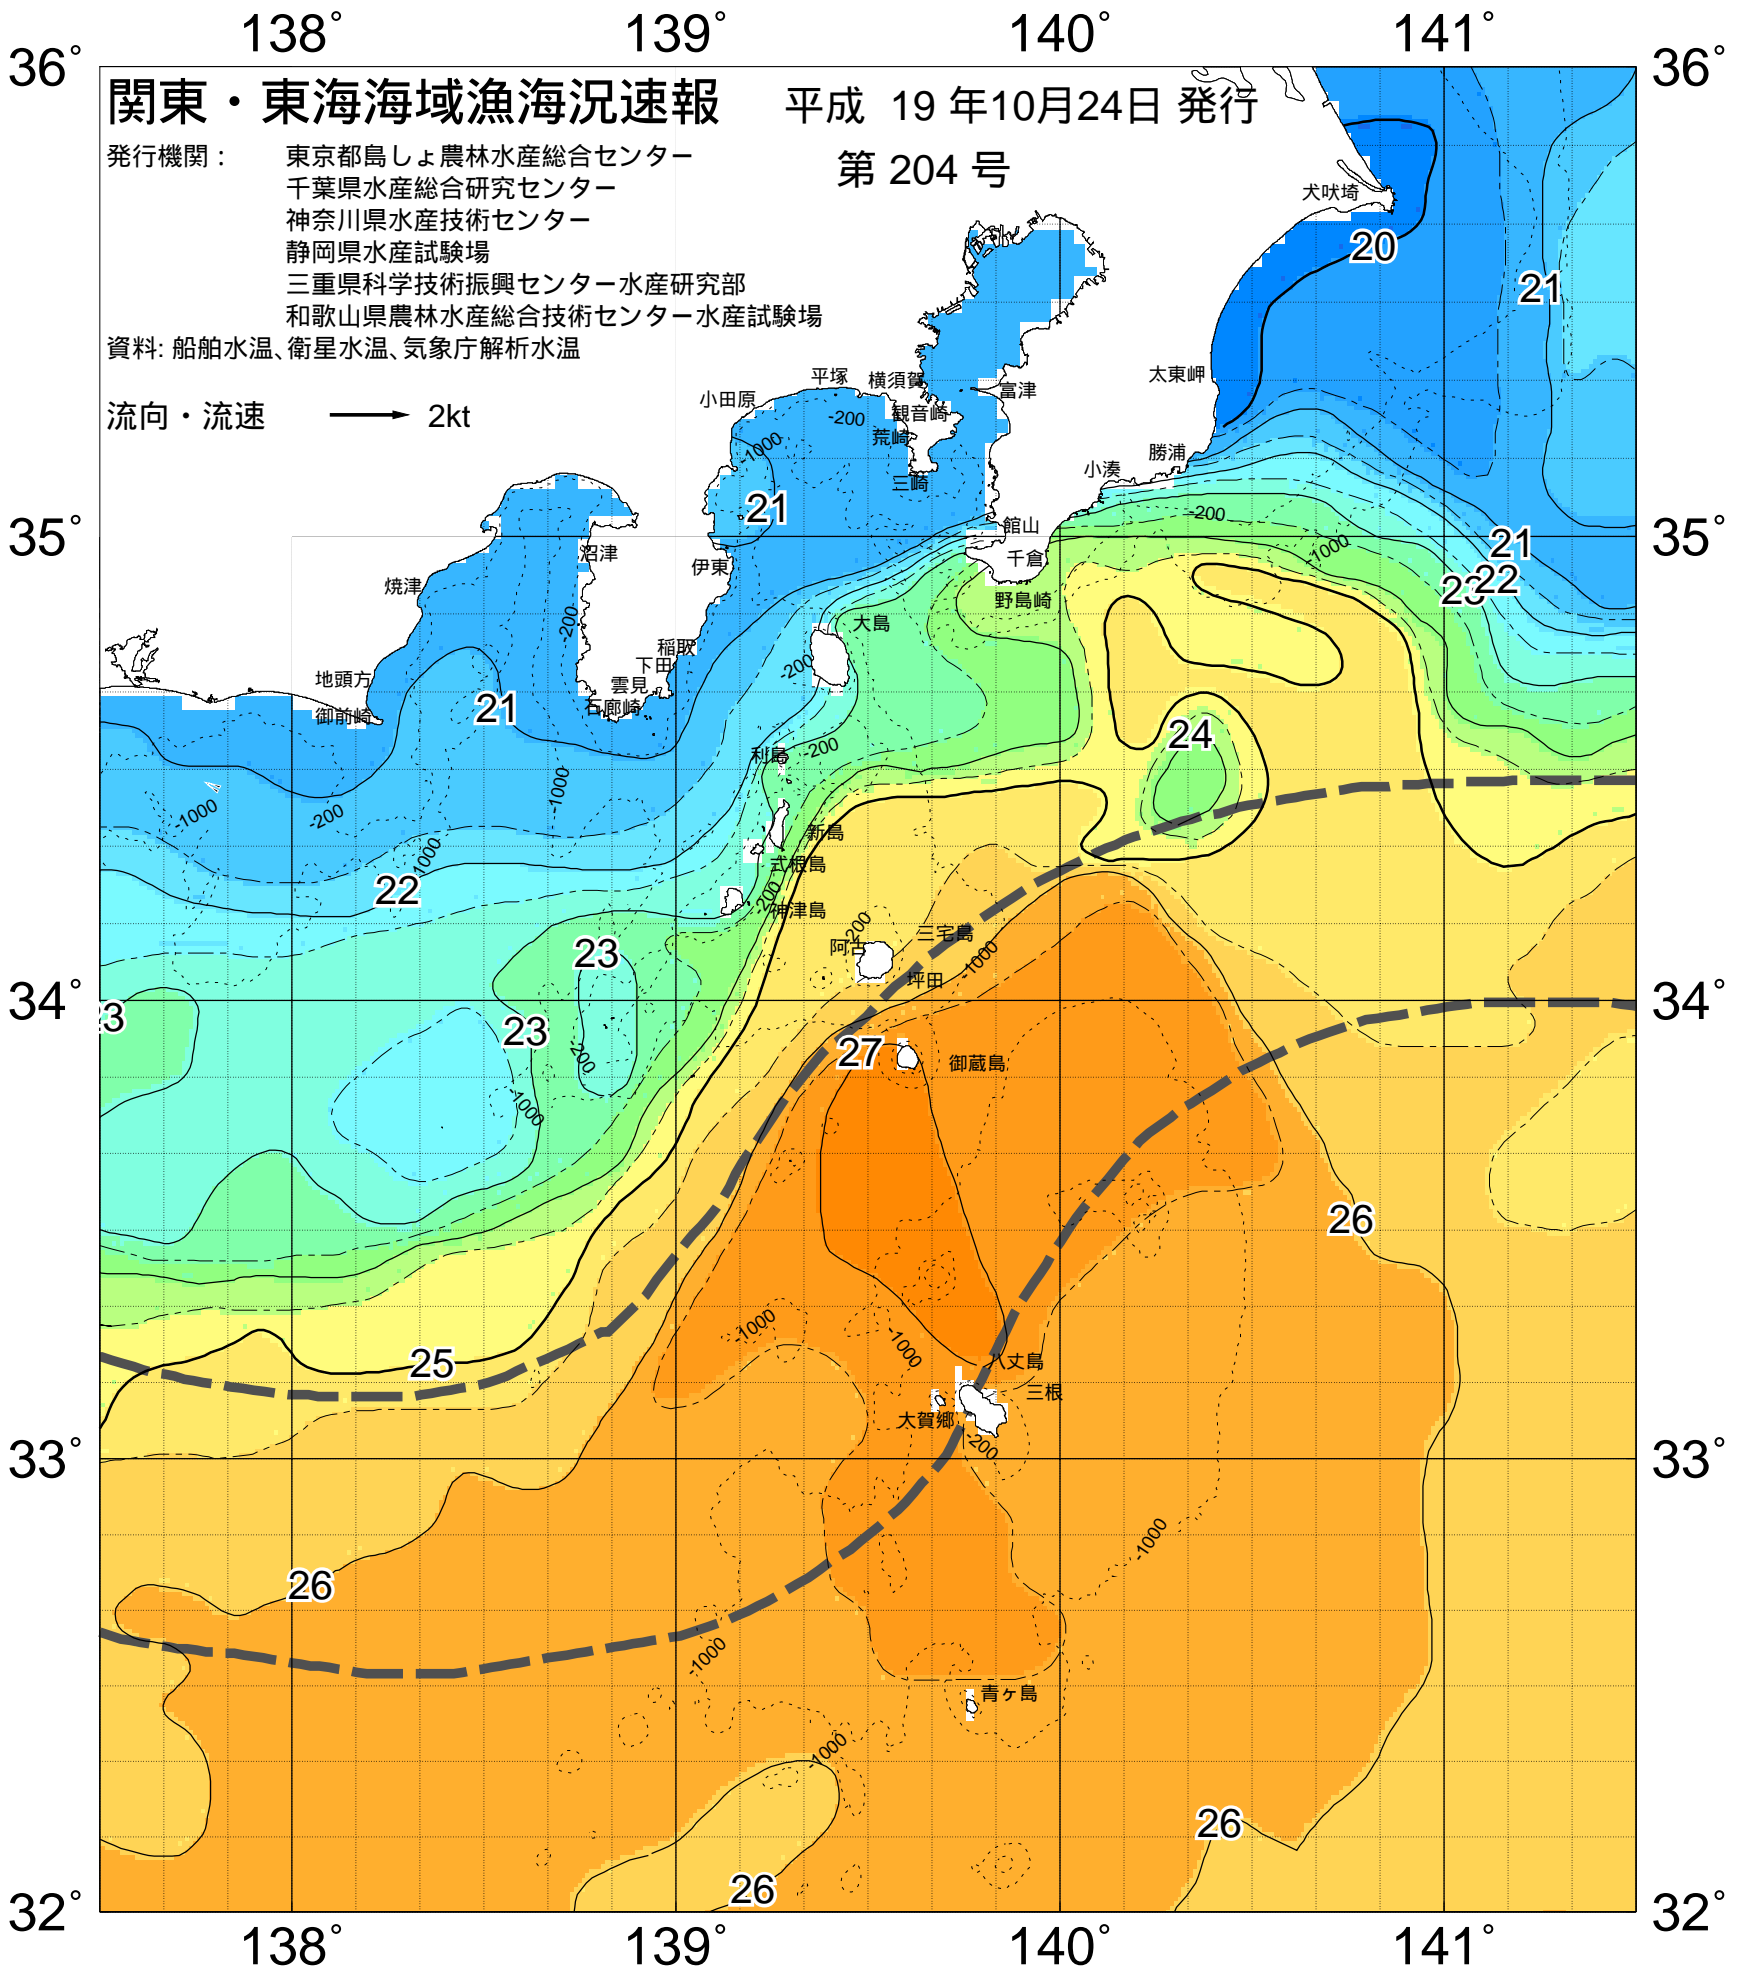 138° 139° 140° 141°
36° 36°
関東・東海海域漁海況速報 平成 19 年10月24日 発行
第 204 号
発行機関： 東京都島しょ農林水産総合センター
千葉県水産総合研究センター
神奈川県水産技術センター
静岡県水産試験場
三重県科学技術振興センター水産研究部
和歌山県農林水産総合技術センター水産試験場
資料: 船舶水温、衛星水温、気象庁解析水温
流向・流速 2kt
犬吠埼
20
21
太東岬
平塚 横須賀
小田原 富津
-200 観音崎
荒崎
-1000 勝浦
小湊
三崎
21
-200
館山
35° 35°
21
沼津 千倉
-1000
伊東
22
23
焼津
野島崎
-200
大島
稲取
下田
-200
地頭方
雲見
石廊崎
21
御前崎
24
-200
利島
-1000
-1000
-200
新島
-1000
式根島
22
-200
神津島
-200
三宅島
阿古
23
-1000
坪田
34° 34°
23
23
27
-200
御蔵島
-1000
26
-1000
-1000
25
八丈島
三根
大賀郷
-200
33° 33°
-1000
26
-1000
青ヶ島
-1000
26
26
32° 32°
138° 139° 140° 141°